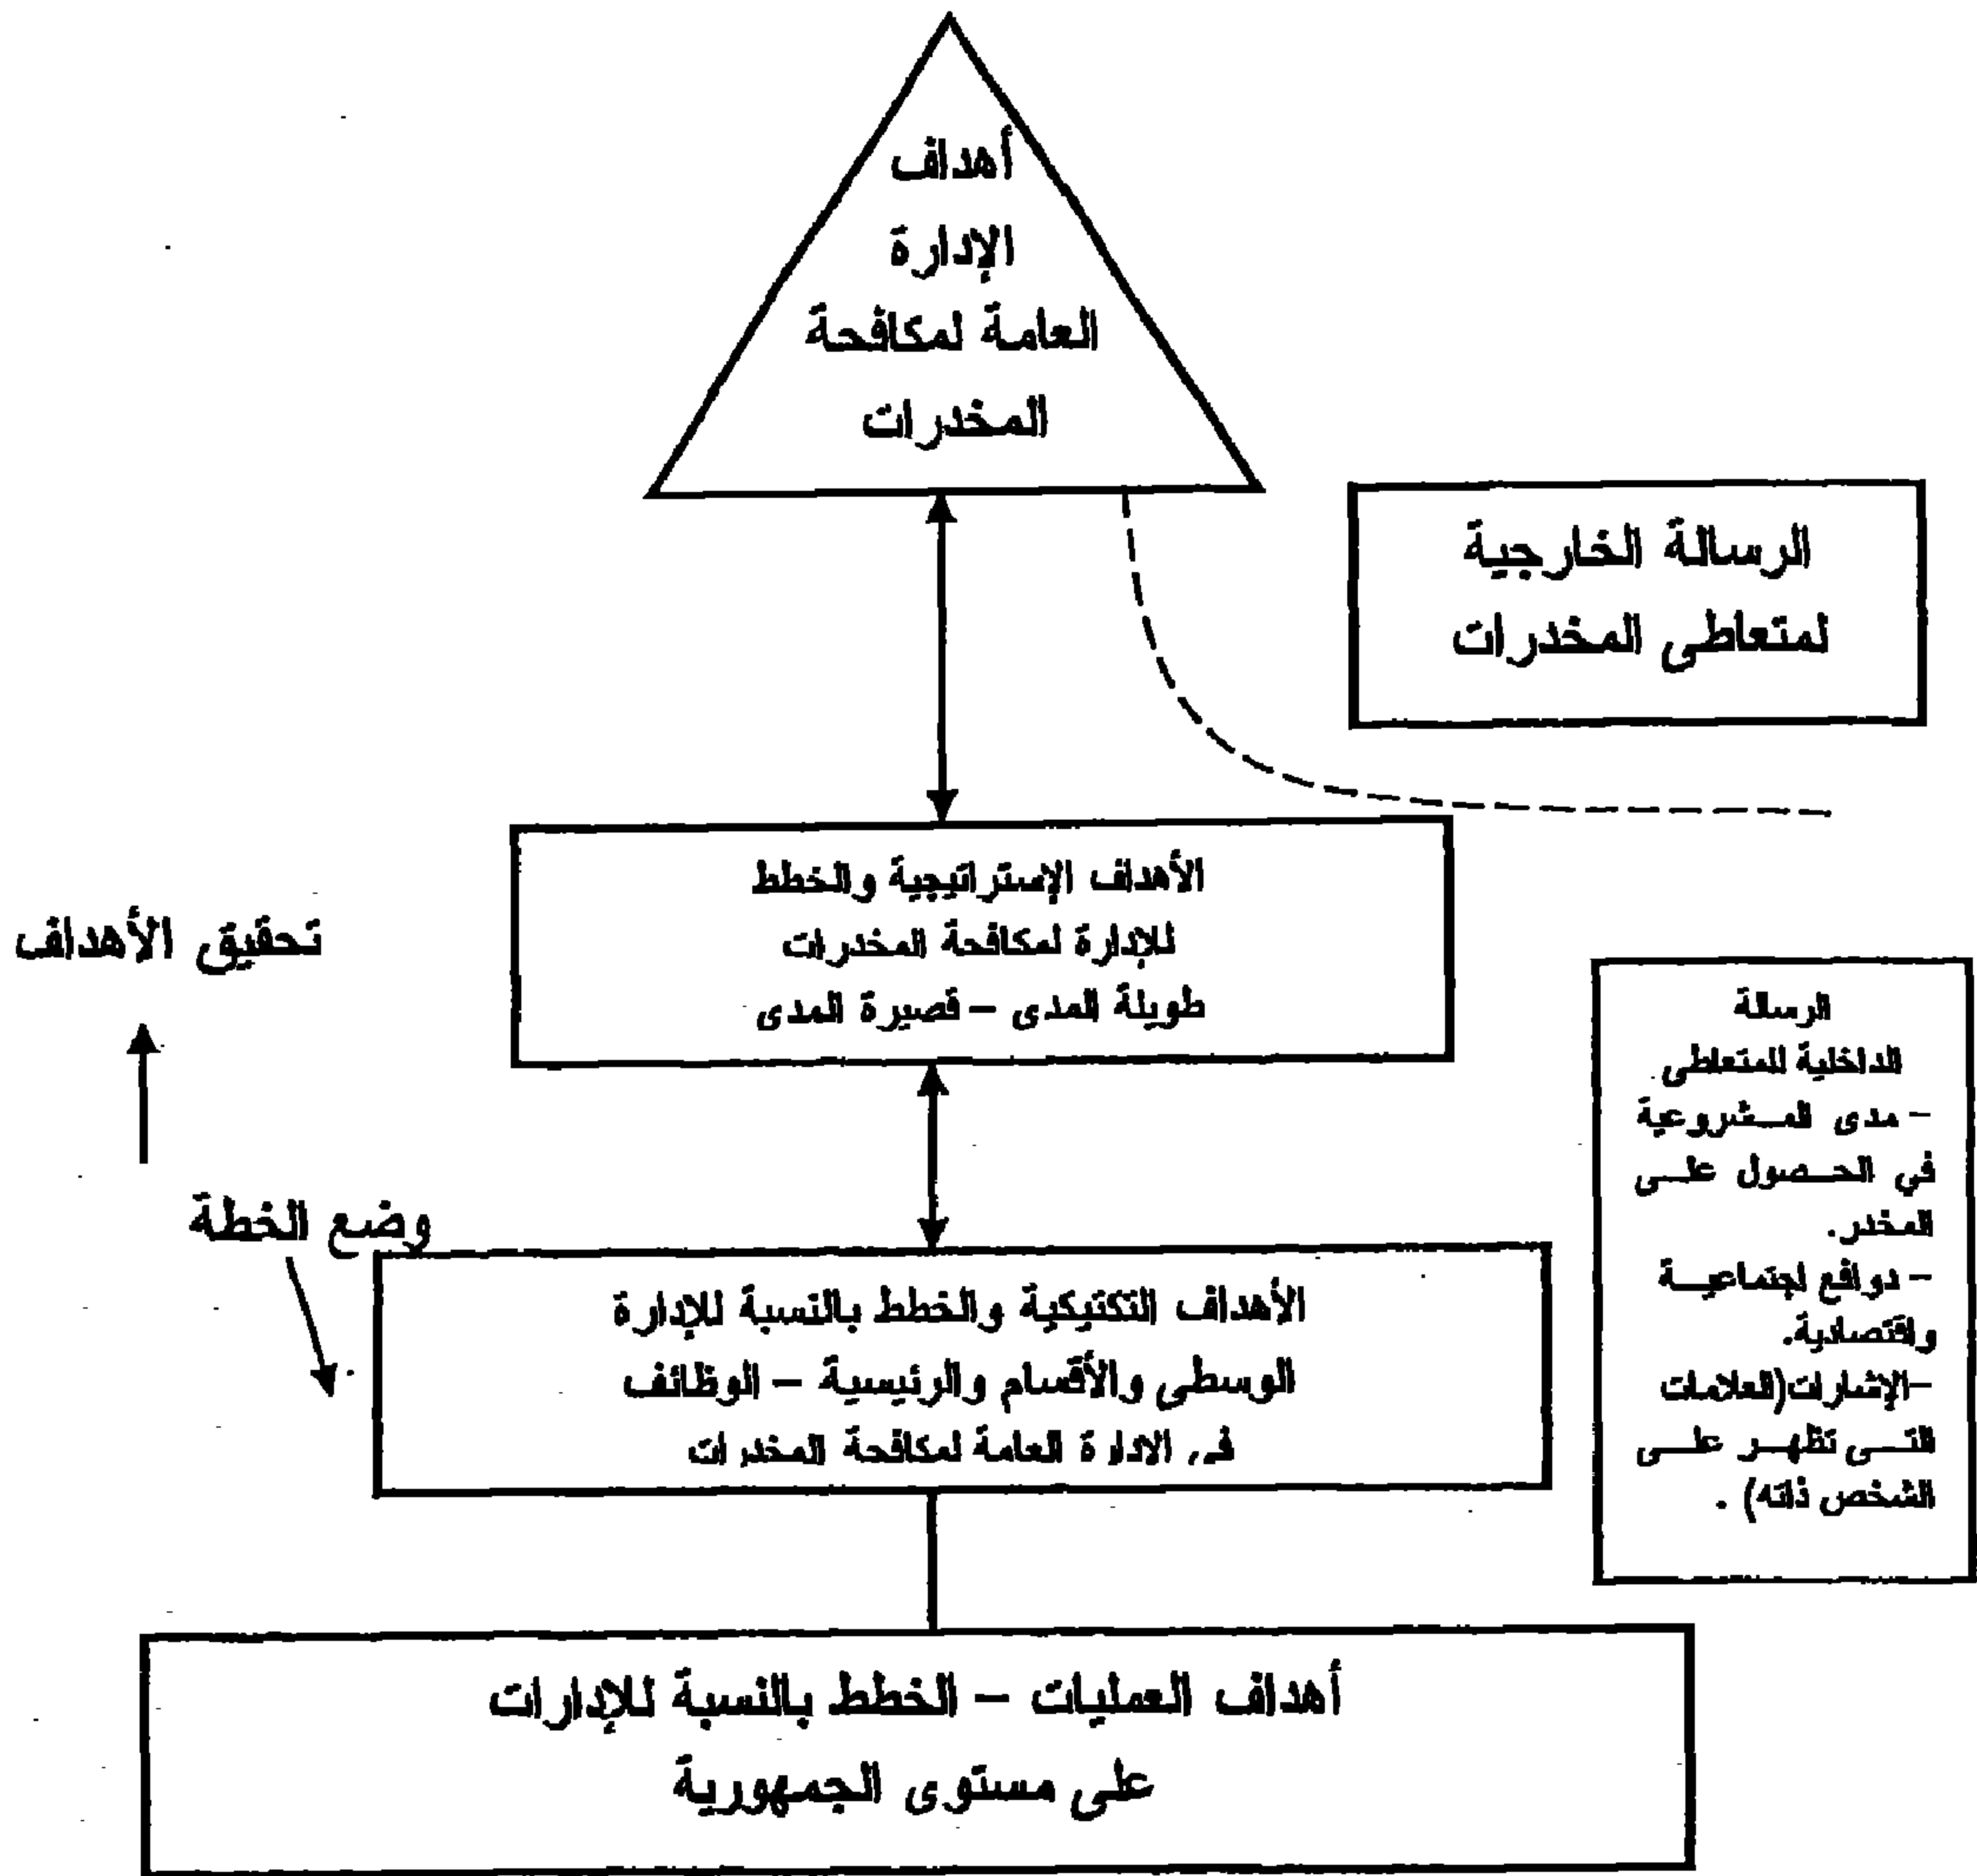 أهداف
الإدارة
العامة لمكافحة
المخدرات
الرسالة الخارجية
لمتعاطى المخدرات
الأهداف الإستراتيجية والخطط
للإدارة لمكافحة المخدرات
طويلة المدى – قصيرة المدى
تحقيق الأهداف
الرسالة
الداخلية للمتعاطى
- مدى المشروعية
في الحصول على
المخدر.
- دوافع اجتماعية
واقتصادية.
-الإشارات(العلامات
التى تظهر على
الشخص ذاته) .
وضع الخطة
الأهداف التكتيكية والخطط بالنسبة للإدارة
الوسطى والأقسام والرئيسية – الوظائف
فى الادارة العامة لمكافحة المخدرات
أهداف العمليات – الخطط بالنسبة للإدارات
على مستوى الجمهورية